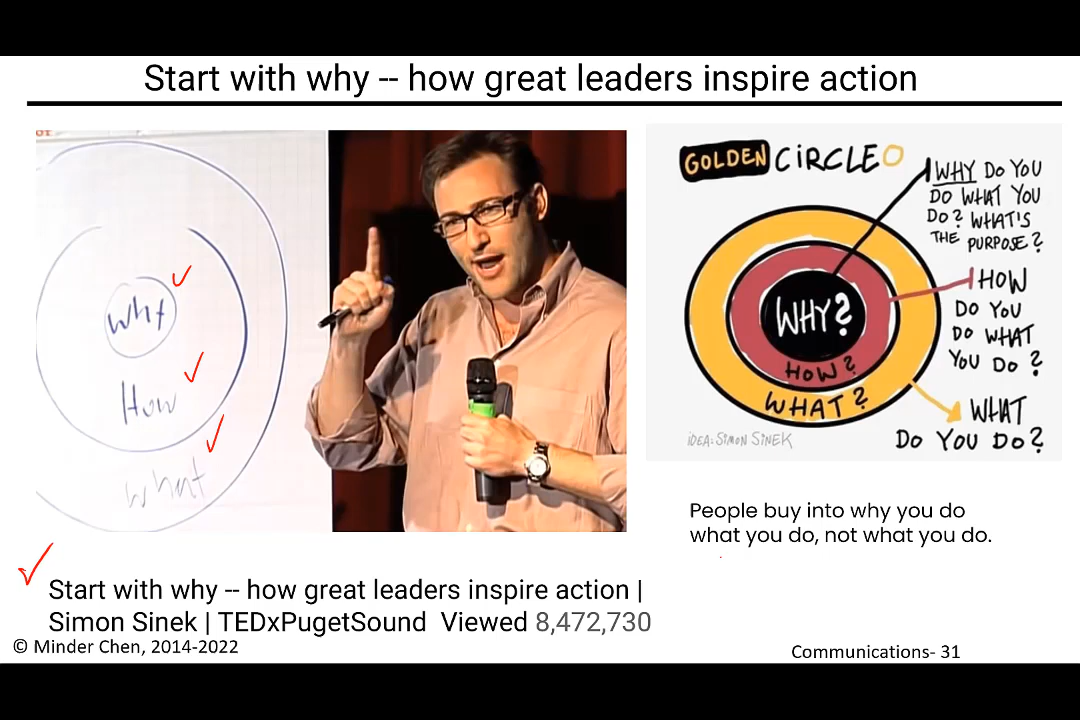 Start with why -- how great leaders inspire action
Why
How
what
GOLDEN CIRCLE
WHY DO YOU
DO WHAT YOU
DO? WHAT'S
THE PURPOSE?
HOW
DO YOU
DO WHAT
YOU DO?
WHAT
DO YOU DO?
WHY?
HOW?
WHAT?
IDEA: SIMON SINEK
People buy into why you do
what you do, not what you do.
Start with why -- how great leaders inspire action |
Simon Sinek | TEDxPugetSound Viewed 8,472,730
© Minder Chen, 2014-2022
Communications- 31